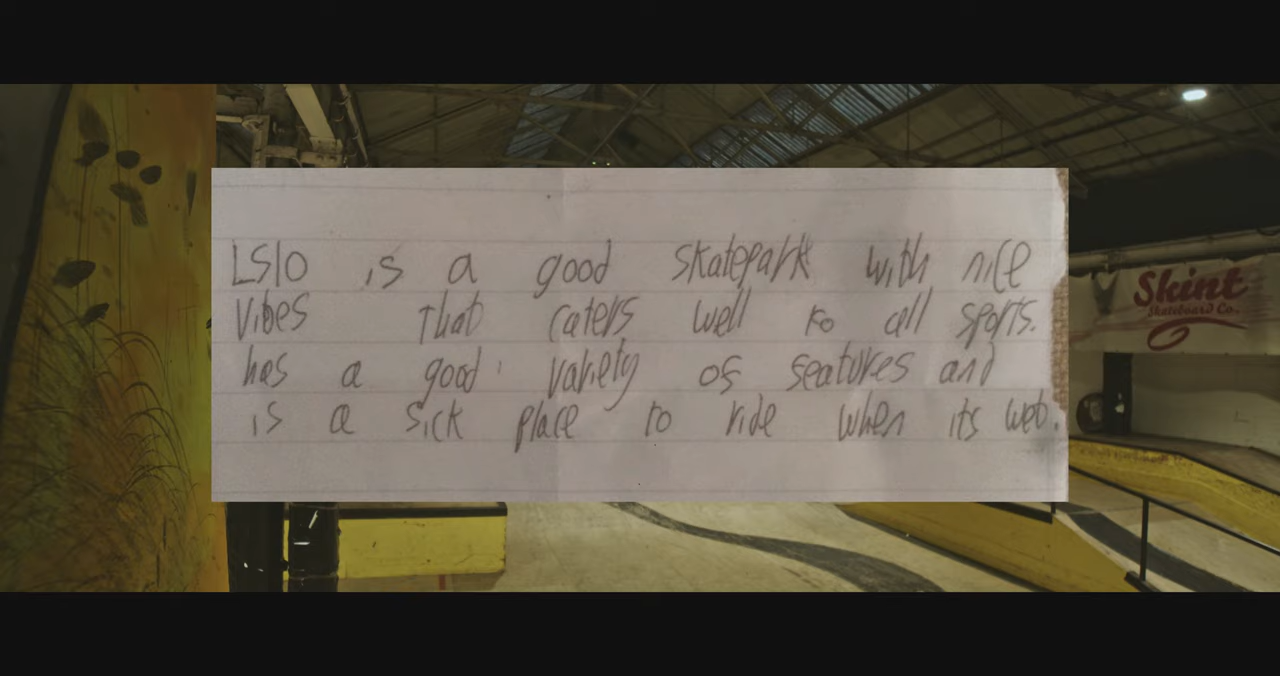 LS10 is a good skatepark with nice
vibes that caters well to all sports.
has a good variety of features and
is a sick place to ride when its wet.
Skint
Skateboard Co.